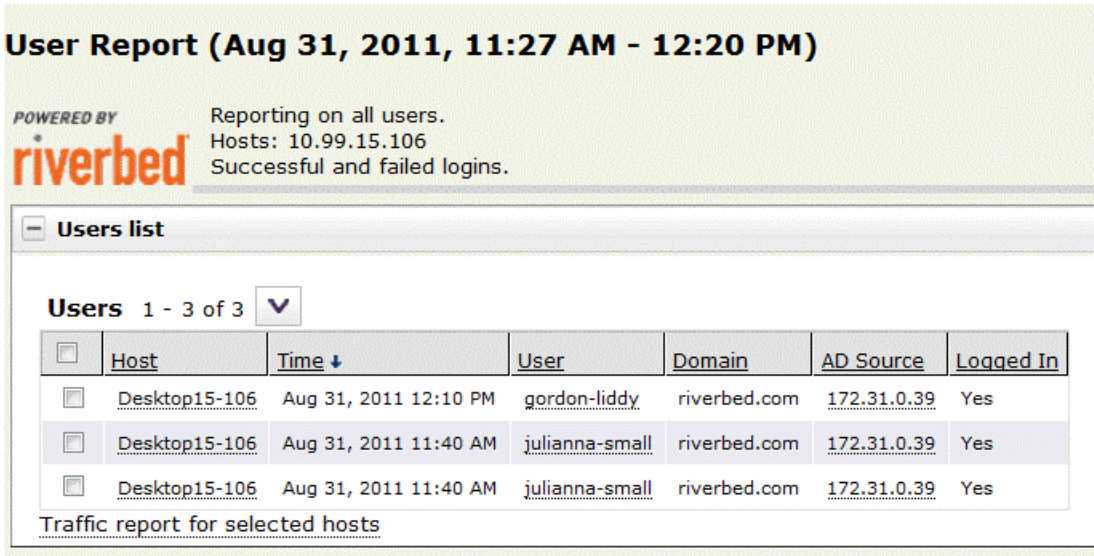 User Report (Aug 31, 2011, 11:27 AM - 12:20 PM)
POWERED BY
riverbed
Reporting on all users.
Hosts: 10.99.15.106
Successful and failed logins.
Users list
Users 1 - 3 of 3
Host Time User Domain AD Source Logged In
Desktop15-106 Aug 31, 2011 12:10 PM gordon-liddy riverbed.com 172.31.0.39 Yes
Desktop15-106 Aug 31, 2011 11:40 AM julianna-small riverbed.com 172.31.0.39 Yes
Desktop15-106 Aug 31, 2011 11:40 AM julianna-small riverbed.com 172.31.0.39 Yes
Traffic report for selected hosts